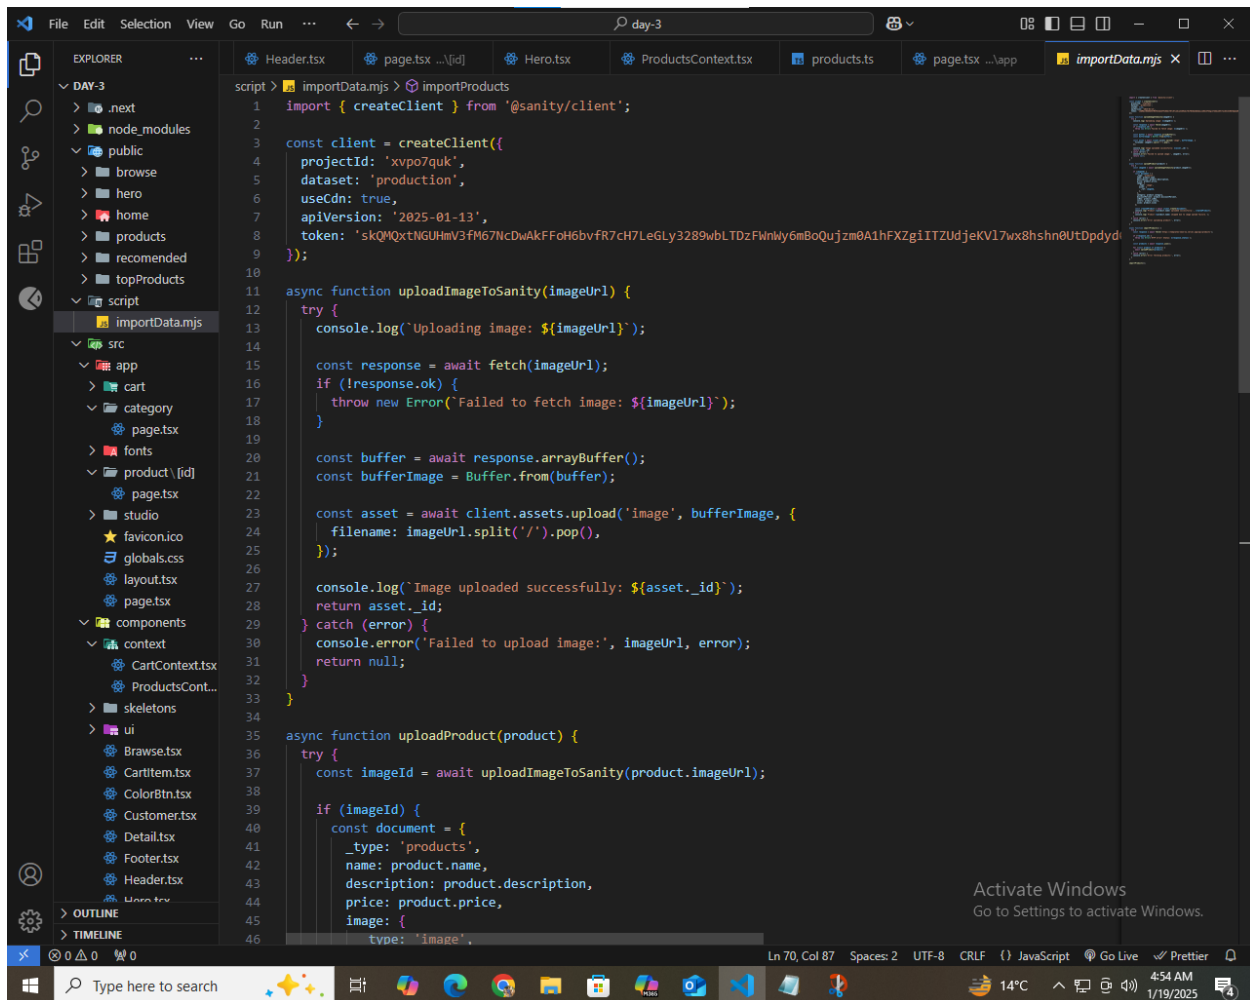 File Edit Selection View Go Run ··· day-3
EXPLORER ···
Header.tsx page.tsx ...\[id] Hero.tsx ProductsContext.tsx products.ts page.tsx ...\app importData.mjs
script > importData.mjs > importProducts
DAY-3
.next
node_modules
public
browse
hero
home
products
recomended
topProducts
script
importData.mjs
src
app
cart
category
page.tsx
fonts
product\[id]
page.tsx
studio
favicon.ico
globals.css
layout.tsx
page.tsx
components
context
CartContext.tsx
ProductsCont...
skeletons
ui
Brawse.tsx
CartItem.tsx
ColorBtn.tsx
Customer.tsx
Detail.tsx
Footer.tsx
Header.tsx
Hero.tsx
OUTLINE
TIMELINE
1 import { createClient } from '@sanity/client';
2
3 const client = createClient({
4 projectId: 'xvpo7quk',
5 dataset: 'production',
6 useCdn: true,
7 apiVersion: '2025-01-13',
8 token:
9 });
10
11 async function uploadImageToSanity(imageUrl) {
12 try {
13 console.log(`Uploading image: ${imageUrl}`);
14
15 const response = await fetch(imageUrl);
16 if (!response.ok) {
17 throw new Error(`Failed to fetch image: ${imageUrl}`);
18 }
19
20 const buffer = await response.arrayBuffer();
21 const bufferImage = Buffer.from(buffer);
22
23 const asset = await client.assets.upload('image', bufferImage, {
24 filename: imageUrl.split('/').pop(),
25 });
26
27 console.log(`Image uploaded successfully: ${asset._id}`);
28 return asset._id;
29 } catch (error) {
30 console.error('Failed to upload image:', imageUrl, error);
31 return null;
32 }
33 }
34
35 async function uploadProduct(product) {
36 try {
37 const imageId = await uploadImageToSanity(product.imageUrl);
38
39 if (imageId) {
40 const document = {
41 _type: 'products',
42 name: product.name,
43 description: product.description,
44 price: product.price,
45 image: {
46 _type: 'image',
Activate Windows
Go to Settings to activate Windows.
0 0 0 Ln 70, Col 87 Spaces: 2 UTF-8 CRLF {} JavaScript Go Live Prettier
Type here to search
14°C
4:54 AM
1/19/2025
4